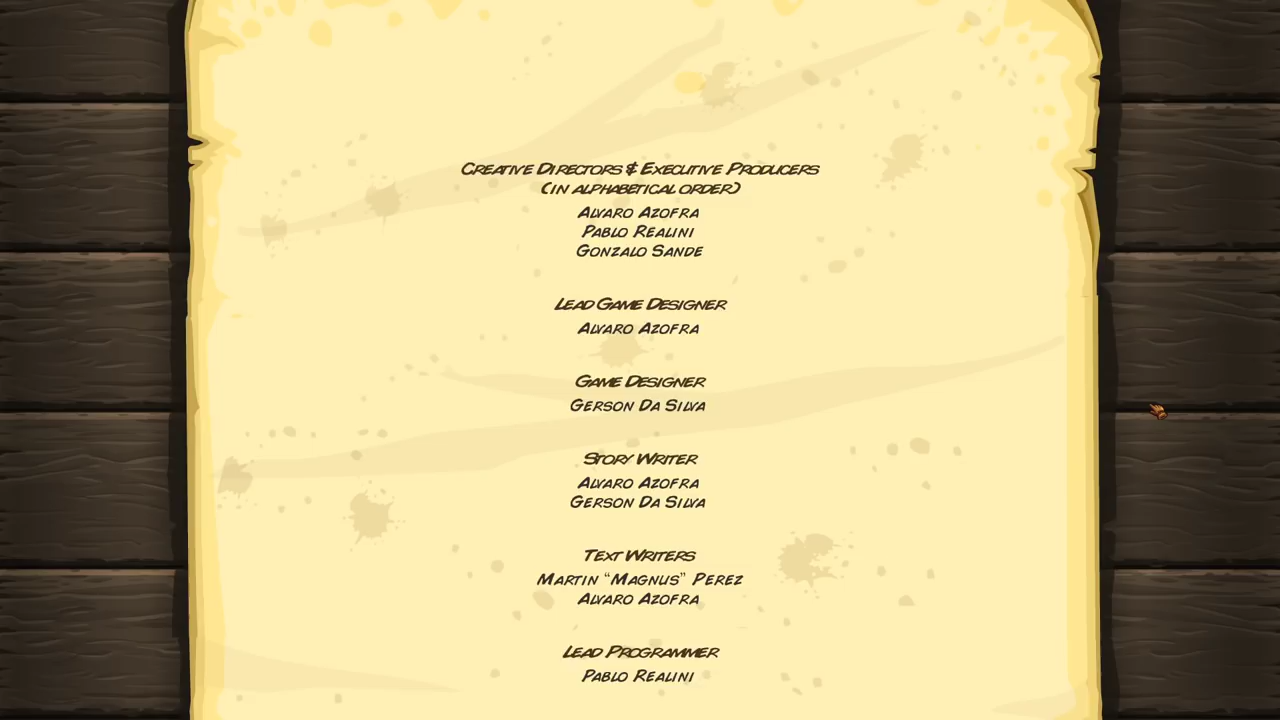 Creative Directors & Executive Producers
(in alphabetical order)
Alvaro Azofra
Pablo Realini
Gonzalo Sande
Lead Game Designer
Alvaro Azofra
Game Designer
Gerson Da Silva
Story Writer
Alvaro Azofra
Gerson Da Silva
Text Writers
Martin “Magnus” Perez
Alvaro Azofra
Lead Programmer
Pablo Realini